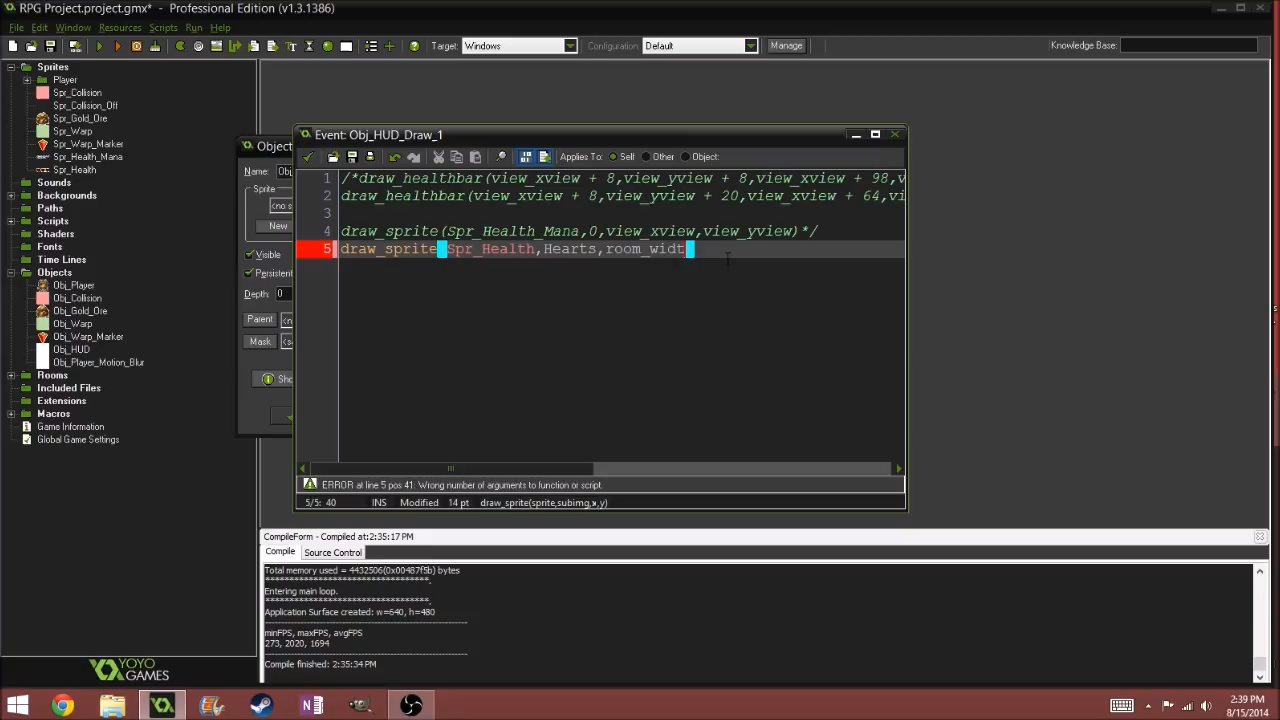 RPG Project.project.gmx* - Professional Edition (v1.3.1386)
File Edit Window Resources Scripts Run Help
Target: Windows Configuration: Default Manage Knowledge Base:
Sprites
Player
Spr_Collision
Spr_Collision_Off
Spr_Gold_Ore
Spr_Warp
Spr_Warp_Marker
Spr_Health_Mana
Spr_Health
Sounds
Backgrounds
Paths
Scripts
Shaders
Fonts
Time Lines
Objects
Obj_Player
Obj_Collision
Obj_Gold_Ore
Obj_Warp
Obj_Warp_Marker
Obj_HUD
Obj_Player_Motion_Blur
Rooms
Included Files
Extensions
Macros
Game Information
Global Game Settings
YOYO
GAMES
Object
Name: Obj
Sprite
<no s
New
Visible
Persistent
Depth: 0
Parent <n
Mask <s
Sho
Event: Obj_HUD_Draw_1
Applies To: Self Other Object:
1 /*draw_healthbar(view_xview + 8,view_yview + 8,view_xview + 98,v
2 draw_healthbar(view_xview + 8,view_yview + 20,view_xview + 64,vi
3
4 draw_sprite(Spr_Health_Mana,0,view_xview,view_yview)*/
5 draw_sprite(Spr_Health,Hearts,room_widt)
ERROR at line 5 pos 41: Wrong number of arguments to function or script.
5/5: 40 INS Modified 14 pt draw_sprite(sprite,subimg,x,y)
CompileForm - Compiled at:2:35:17 PM
Compile Source Control
Total memory used = 4432506(0x00487f5b) bytes
**********************************.
Entering main loop.
**********************************.
Application Surface created: w=640, h=480
---------------------------------------------
minFPS, maxFPS, avgFPS
273, 2020, 1694
---------------------------------------------
Compile finished: 2:35:34 PM
2:39 PM
8/15/2014